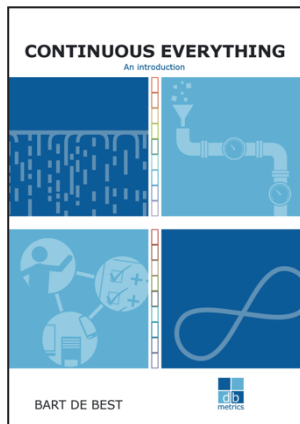 CONTINUOUS EVERYTHING
An introduction
BART DE BEST
db
metrics